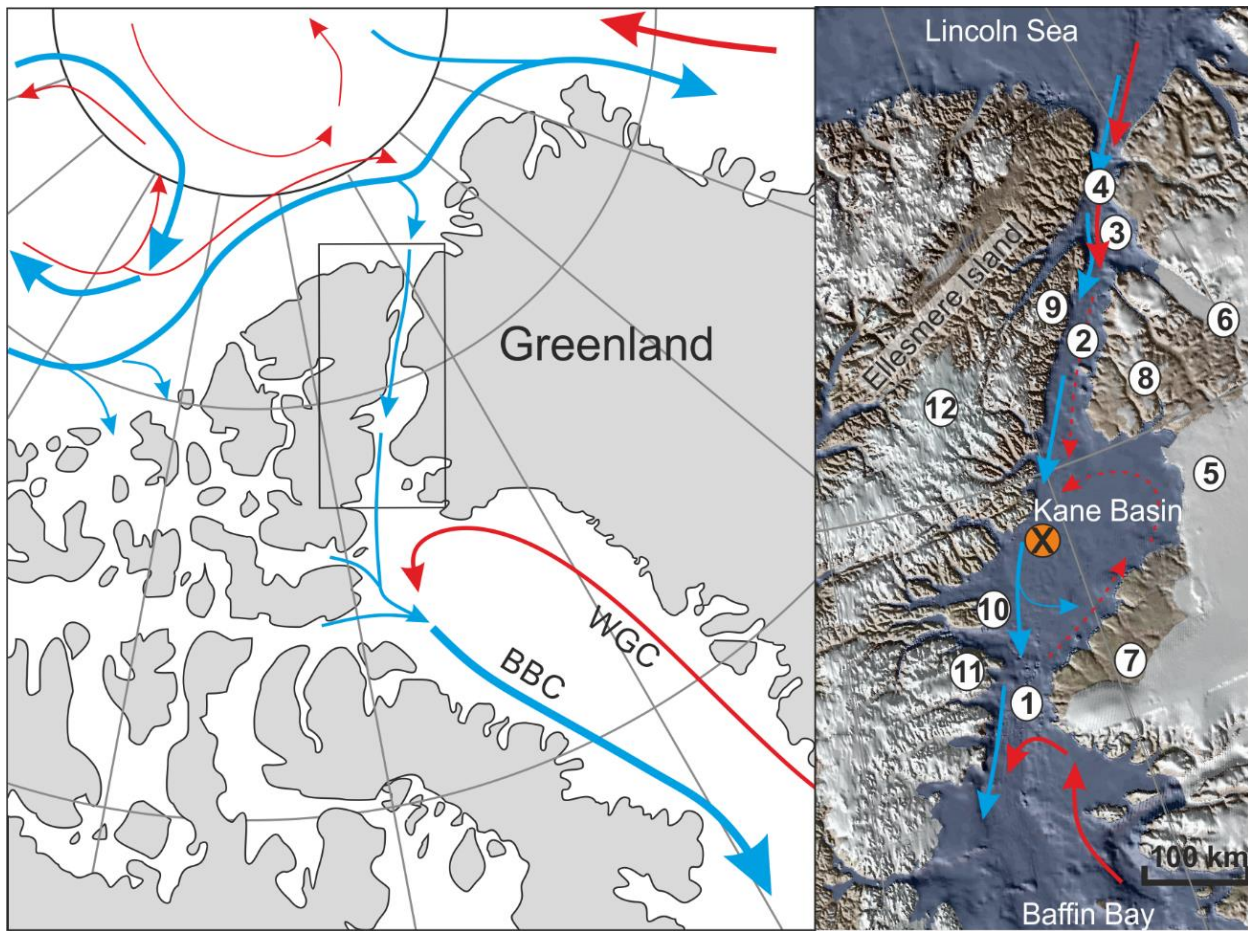 Greenland
WGC
BBC
Lincoln Sea
4
3
Ellesmere Island
9
6
2
8
12
5
Kane Basin
X
10
7
11
1
100 km
Baffin Bay